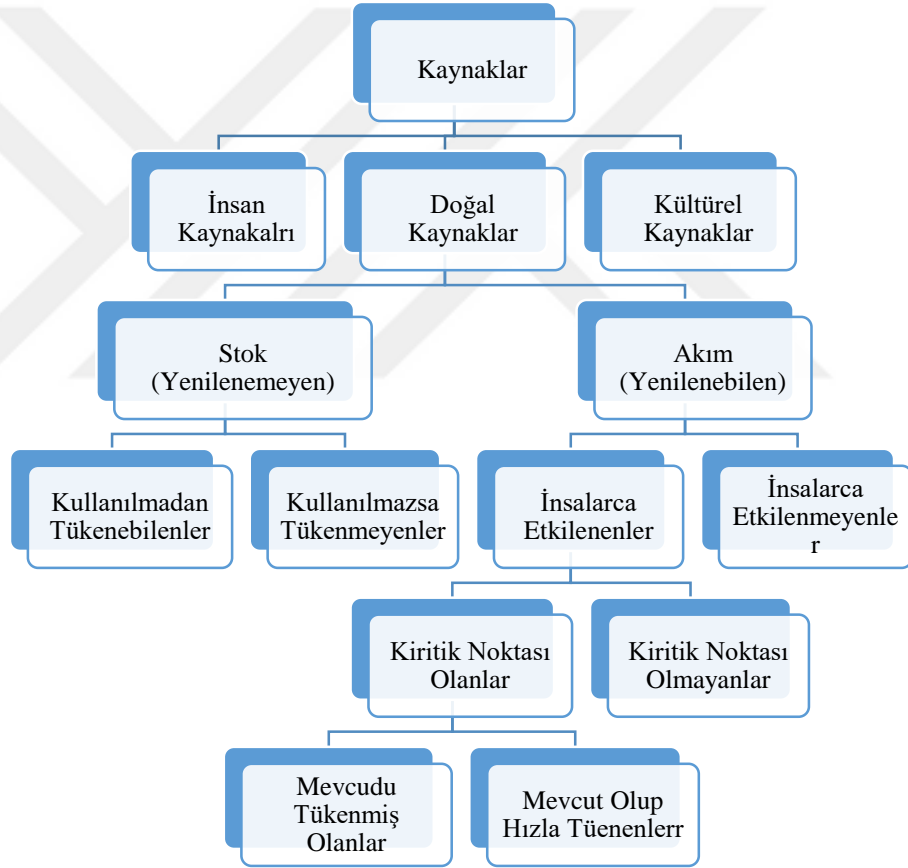 Kaynaklar
İnsan
Kaynakalrı
Doğal
Kaynaklar
Kültürel
Kaynaklar
Stok
(Yenilenemeyen)
Akım
(Yenilenebilen)
Kullanılmadan
Tükenebilenler
Kullanılmazsa
Tükenmeyenler
İnsalarca
Etkilenenler
İnsalarca
Etkilenmeyenle
r
Kiritik Noktası
Olanlar
Kiritik Noktası
Olmayanlar
Mevcudu
Tükenmiş
Olanlar
Mevcut Olup
Hızla Tüenenlerr